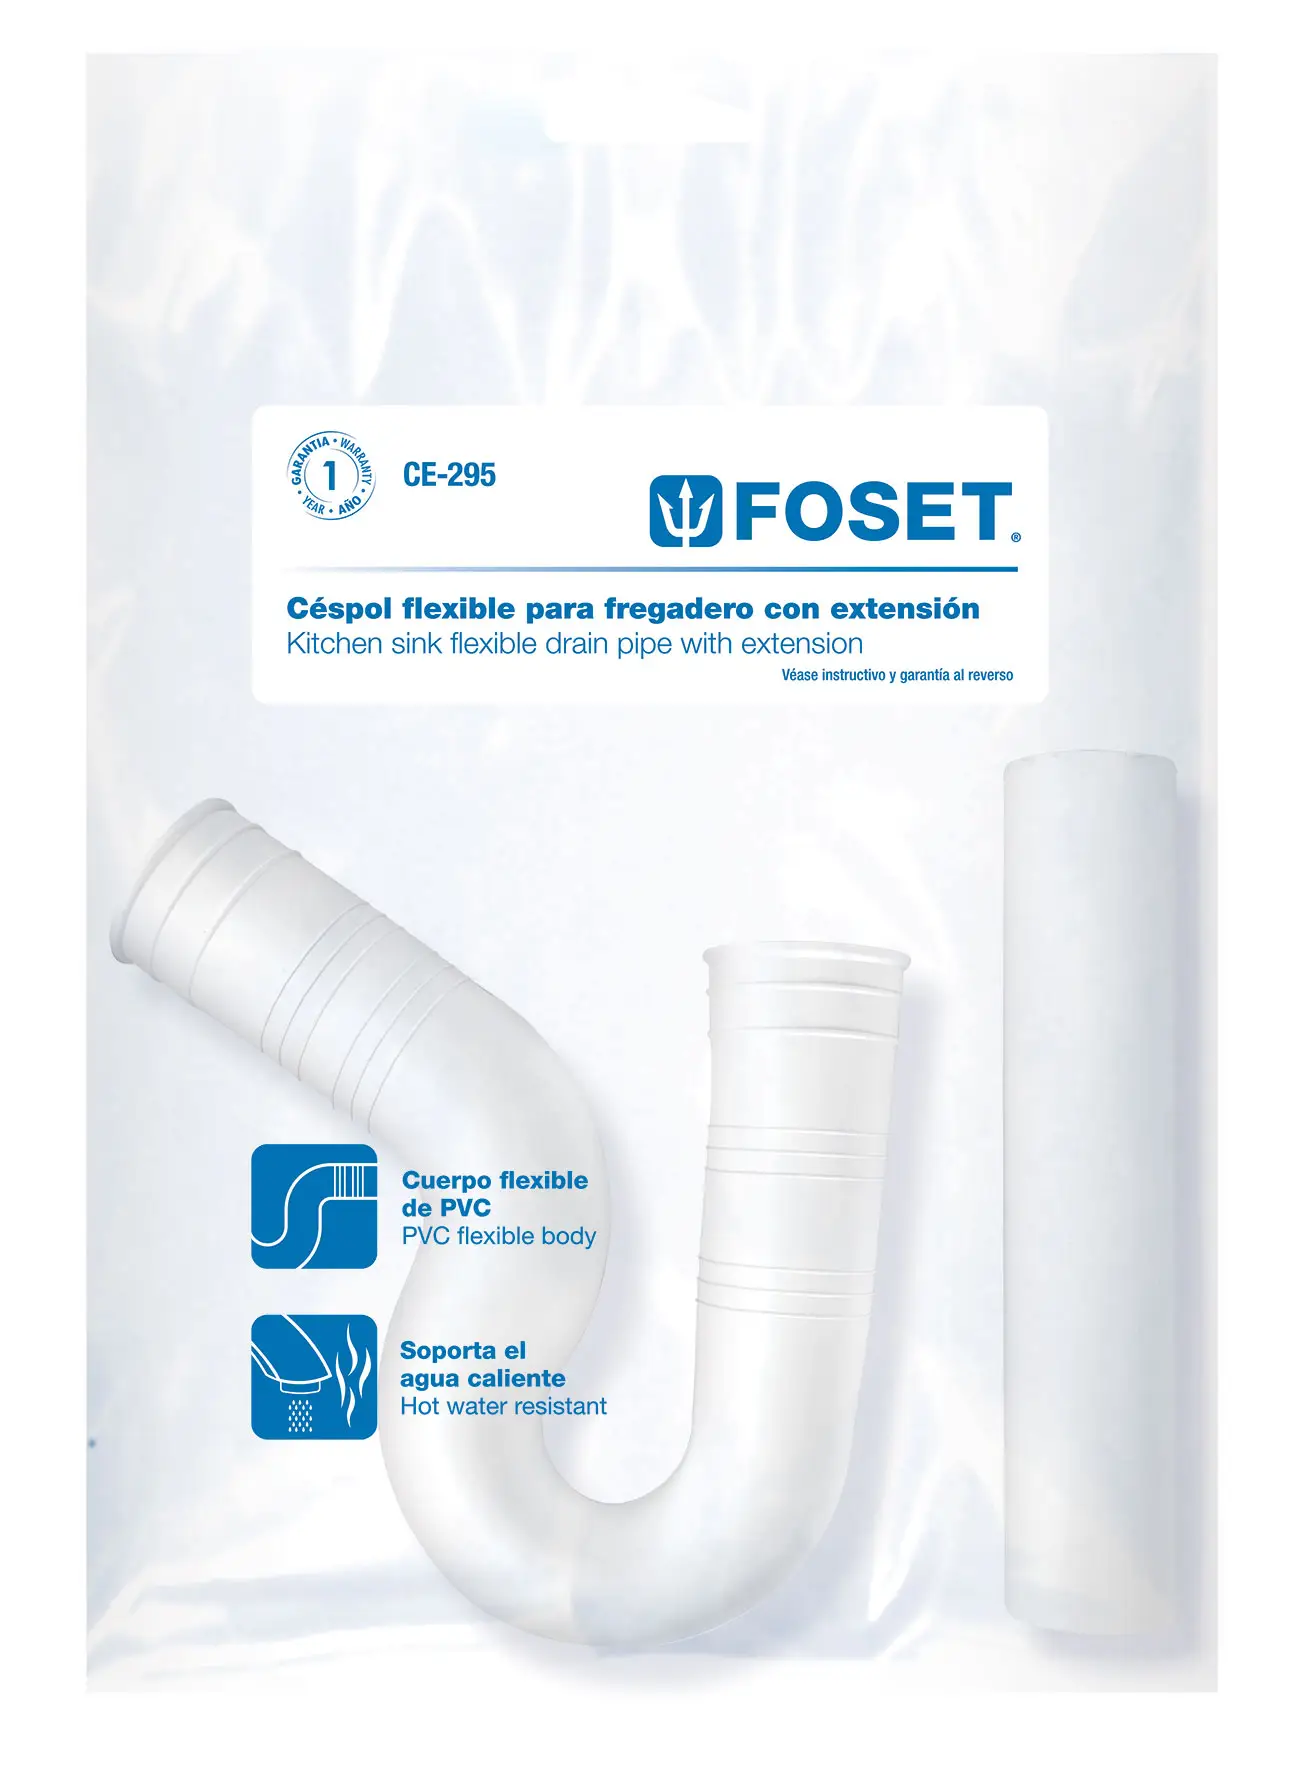 GARANTIA • WARRANTY • AÑO • YEAR •
1
CE-295
FOSET®
Céspol flexible para fregadero con extensión
Kitchen sink flexible drain pipe with extension
Véase instructivo y garantía al reverso
Cuerpo flexible
de PVC
PVC flexible body
Soporta el
agua caliente
Hot water resistant